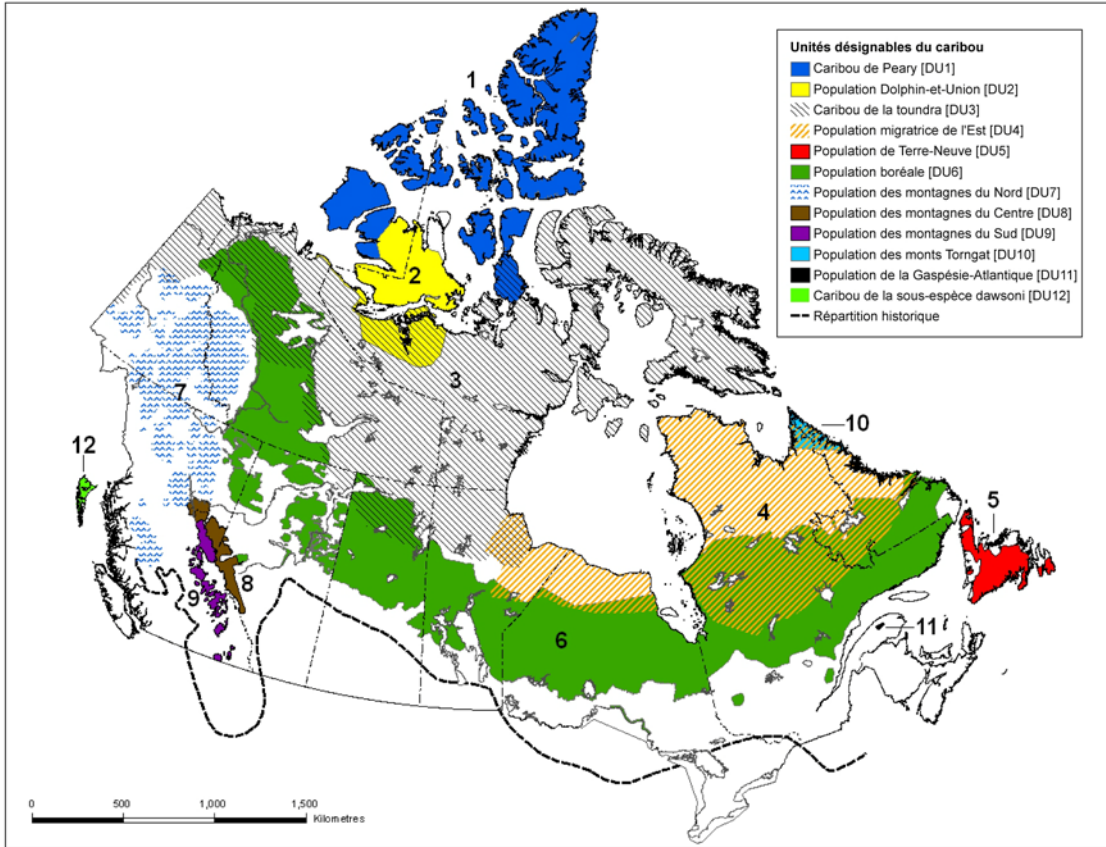 Unités désignables du caribou
Caribou de Peary [DU1]
Population Dolphin-et-Union [DU2]
Caribou de la toundra [DU3]
Population migratrice de l'Est [DU4]
Population de Terre-Neuve [DU5]
Population boréale [DU6]
Population des montagnes du Nord [DU7]
Population des montagnes du Centre [DU8]
Population des montagnes du Sud [DU9]
Population des monts Torngat [DU10]
Population de la Gaspésie-Atlantique [DU11]
Caribou de la sous-espèce dawsoni [DU12]
Répartition historique
1
2
3
7
10
12
4
5
8
9
6
11
0 500 1,000 1,500
Kilometres